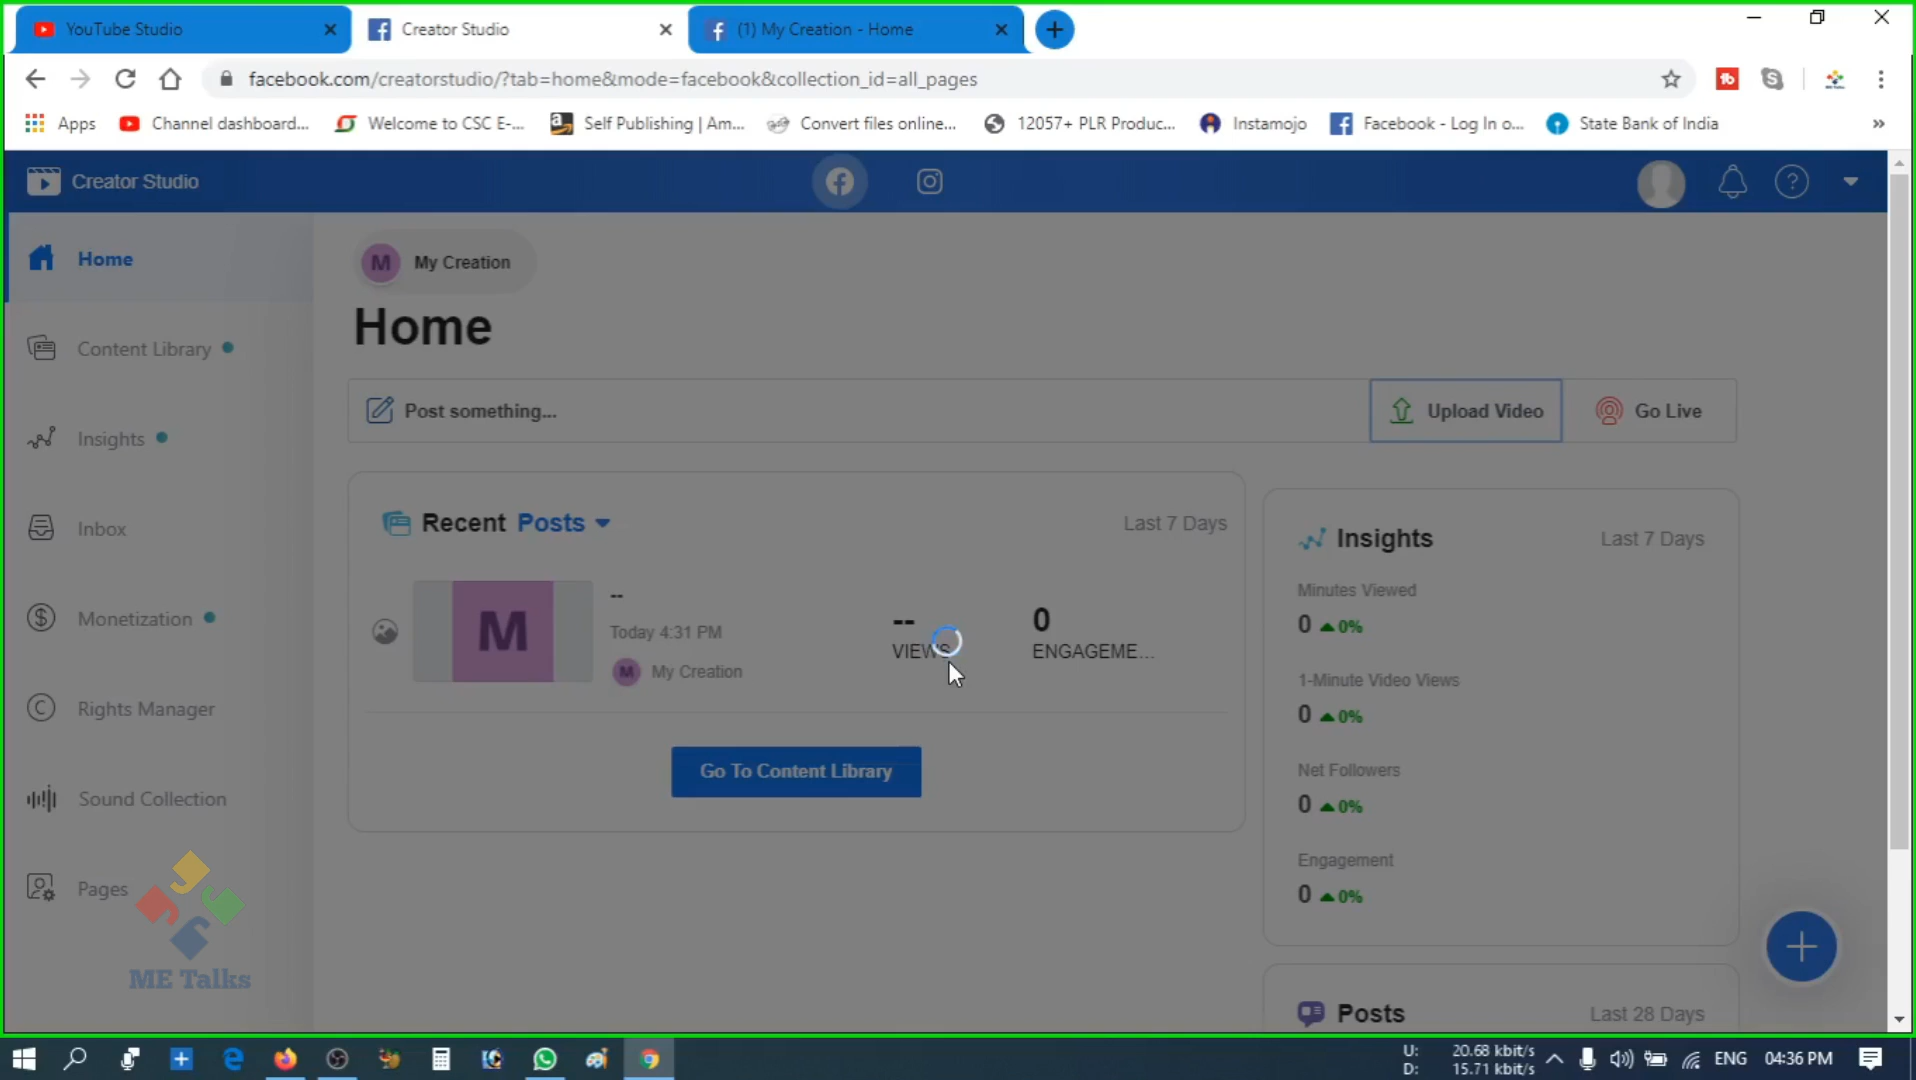 YouTube Studio
Creator Studio
(1) My Creation - Home
facebook.com/creatorstudio/?tab=home&mode=facebook&collection_id=all_pages
Apps
Channel dashboard...
Welcome to CSC E-...
Self Publishing | Am...
Convert files online...
12057+ PLR Produc...
Instamojo
Facebook - Log In o...
State Bank of India
Creator Studio
Home
Content Library
Insights
Inbox
Monetization
Rights Manager
Sound Collection
Pages
ME Talks
M My Creation
Home
Post something...
Upload Video
Go Live
Recent Posts
Last 7 Days
M
--
Today 4:31 PM
M My Creation
--
VIEWS
0
ENGAGEME...
Go To Content Library
Insights
Last 7 Days
Minutes Viewed
0 0%
1-Minute Video Views
0 0%
Net Followers
0 0%
Engagement
0 0%
Posts
Last 28 Days
U: 20.68 kbit/s
D: 15.71 kbit/s
ENG
04:36 PM